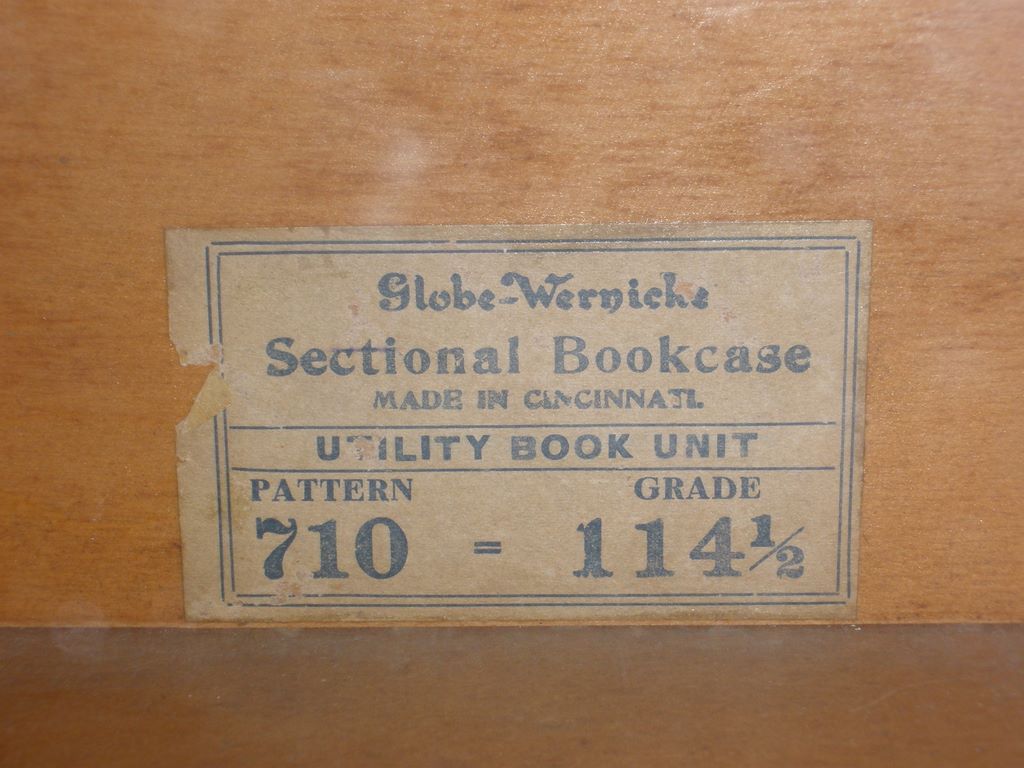 Globe-Wernicke
Sectional Bookcase
MADE IN CINCINNATI.
UTILITY BOOK UNIT
PATTERN GRADE
710 = 114½